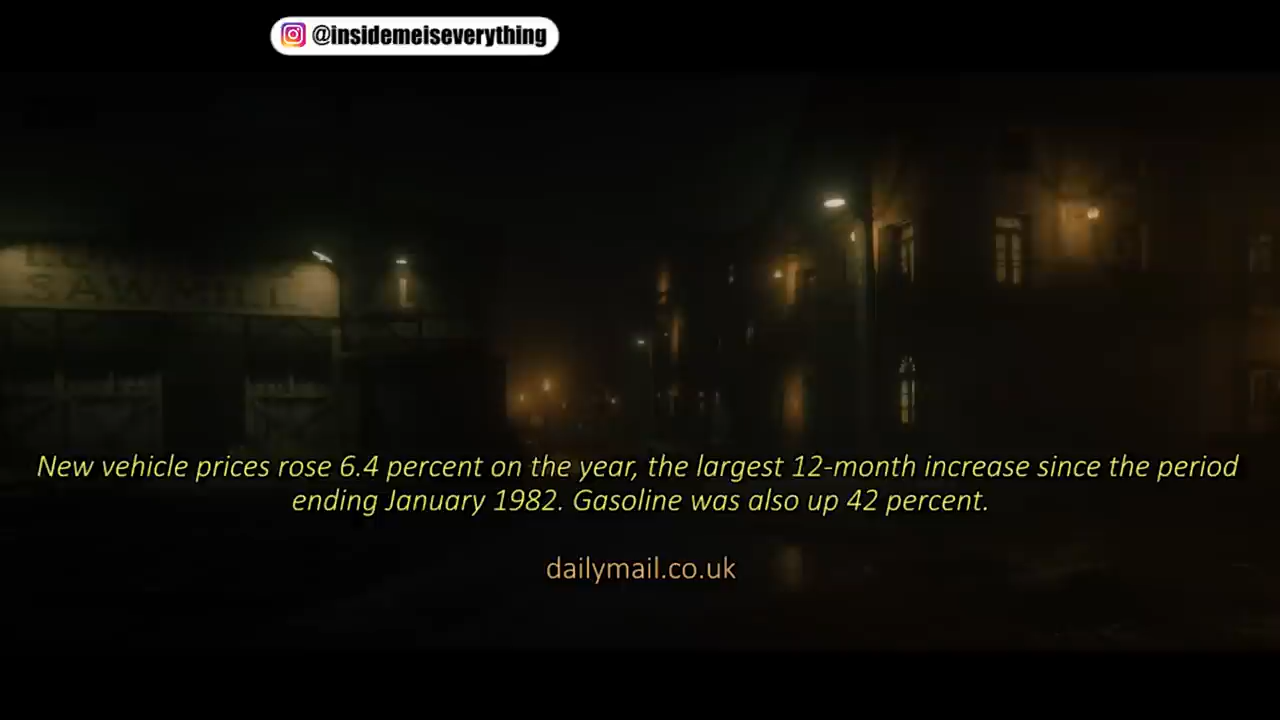 @insidemeiseverything
SAWMILL
New vehicle prices rose 6.4 percent on the year, the largest 12-month increase since the period
ending January 1982. Gasoline was also up 42 percent.
dailymail.co.uk